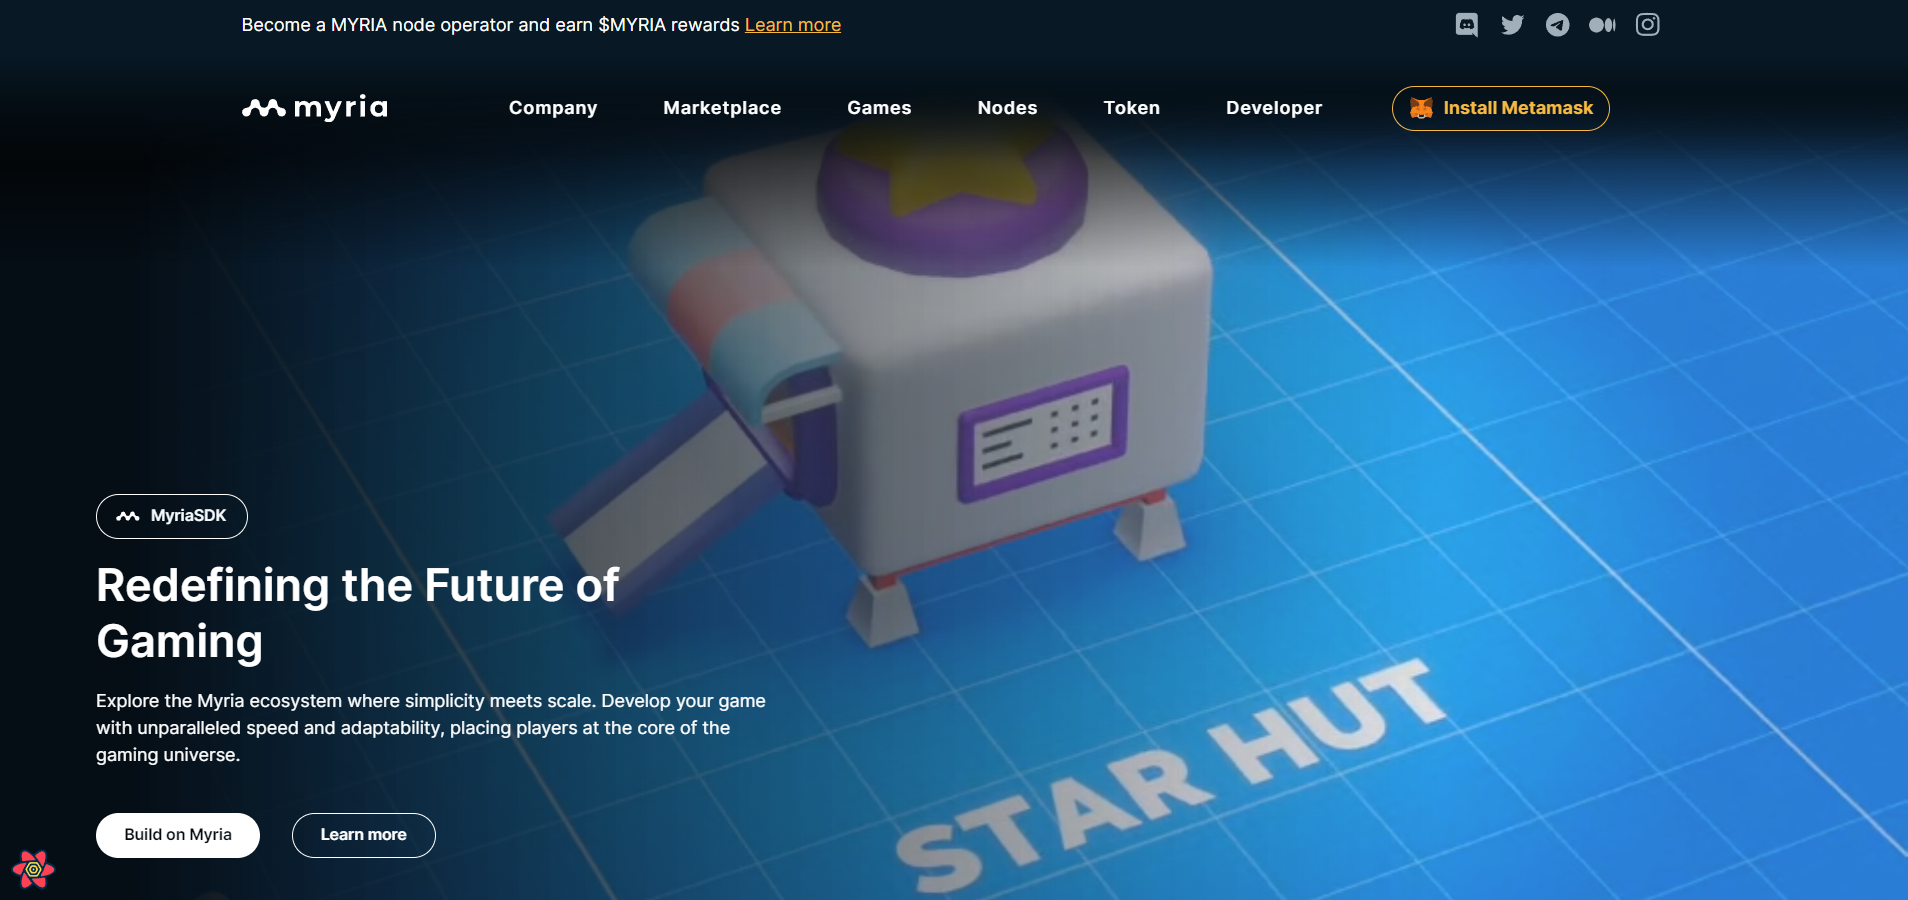 Become a MYRIA node operator and earn $MYRIA rewards Learn more
myria Company Marketplace Games Nodes Token Developer Install Metamask
MyriaSDK
Redefining the Future of
Gaming
Explore the Myria ecosystem where simplicity meets scale. Develop your game
with unparalleled speed and adaptability, placing players at the core of the
gaming universe.
Build on Myria Learn more
STAR HUT